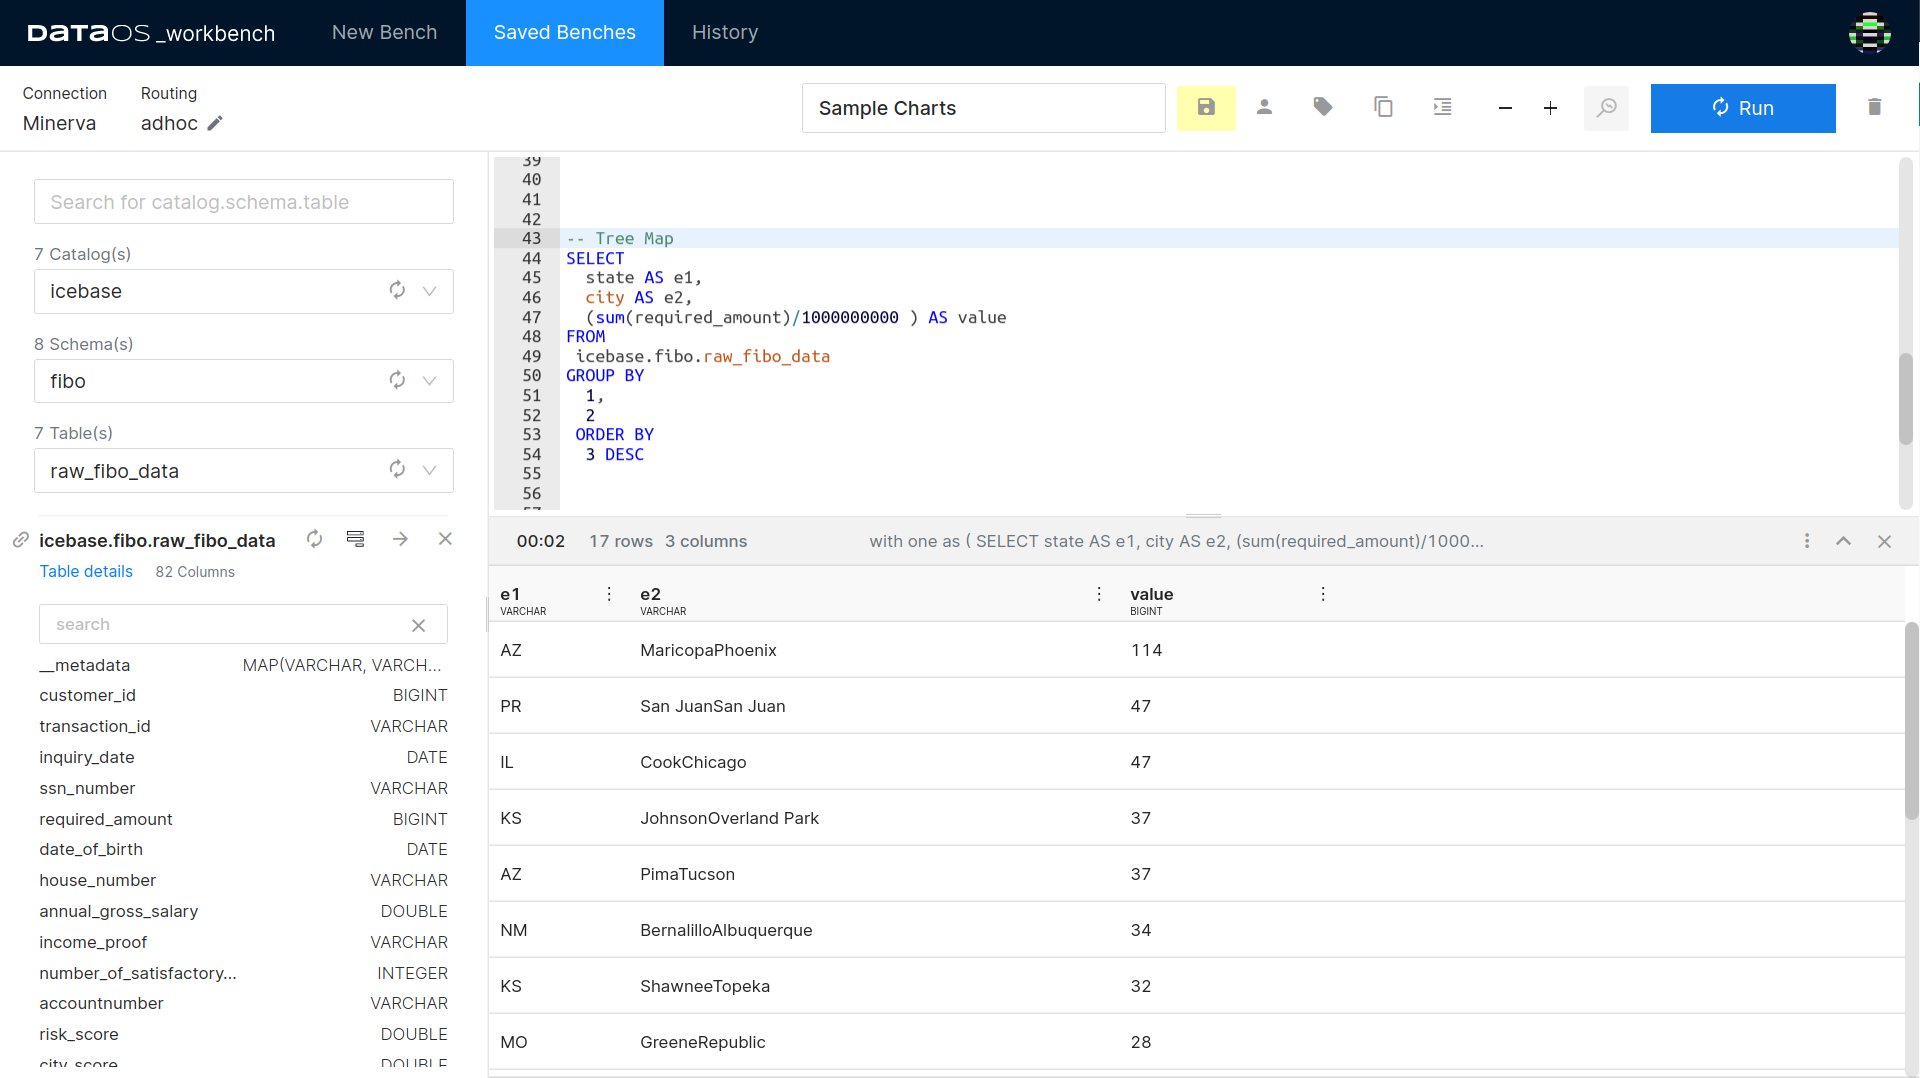 DATAOS _workbench
New Bench
Saved Benches
History
Connection
Minerva
Routing
adhoc
Sample Charts
Run
Search for catalog.schema.table
7 Catalog(s)
icebase
8 Schema(s)
fibo
7 Table(s)
raw_fibo_data
icebase.fibo.raw_fibo_data
Table details 82 Columns
search
__metadata MAP(VARCHAR, VARCH...
customer_id BIGINT
transaction_id VARCHAR
inquiry_date DATE
ssn_number VARCHAR
required_amount BIGINT
date_of_birth DATE
house_number VARCHAR
annual_gross_salary DOUBLE
income_proof VARCHAR
number_of_satisfactory... INTEGER
accountnumber VARCHAR
risk_score DOUBLE
city_score DOUBLE
39
40
41
42
43 -- Tree Map
44 SELECT
45 state AS e1,
46 city AS e2,
47 (sum(required_amount)/1000000000 ) AS value
48 FROM
49 icebase.fibo.raw_fibo_data
50 GROUP BY
51 1,
52 2
53 ORDER BY
54 3 DESC
55
56
00:02 17 rows 3 columns with one as ( SELECT state AS e1, city AS e2, (sum(required_amount)/1000...
e1 e2 value
VARCHAR VARCHAR BIGINT
AZ MaricopaPhoenix 114
PR San JuanSan Juan 47
IL CookChicago 47
KS JohnsonOverland Park 37
AZ PimaTucson 37
NM BernalilloAlbuquerque 34
KS ShawneeTopeka 32
MO GreeneRepublic 28